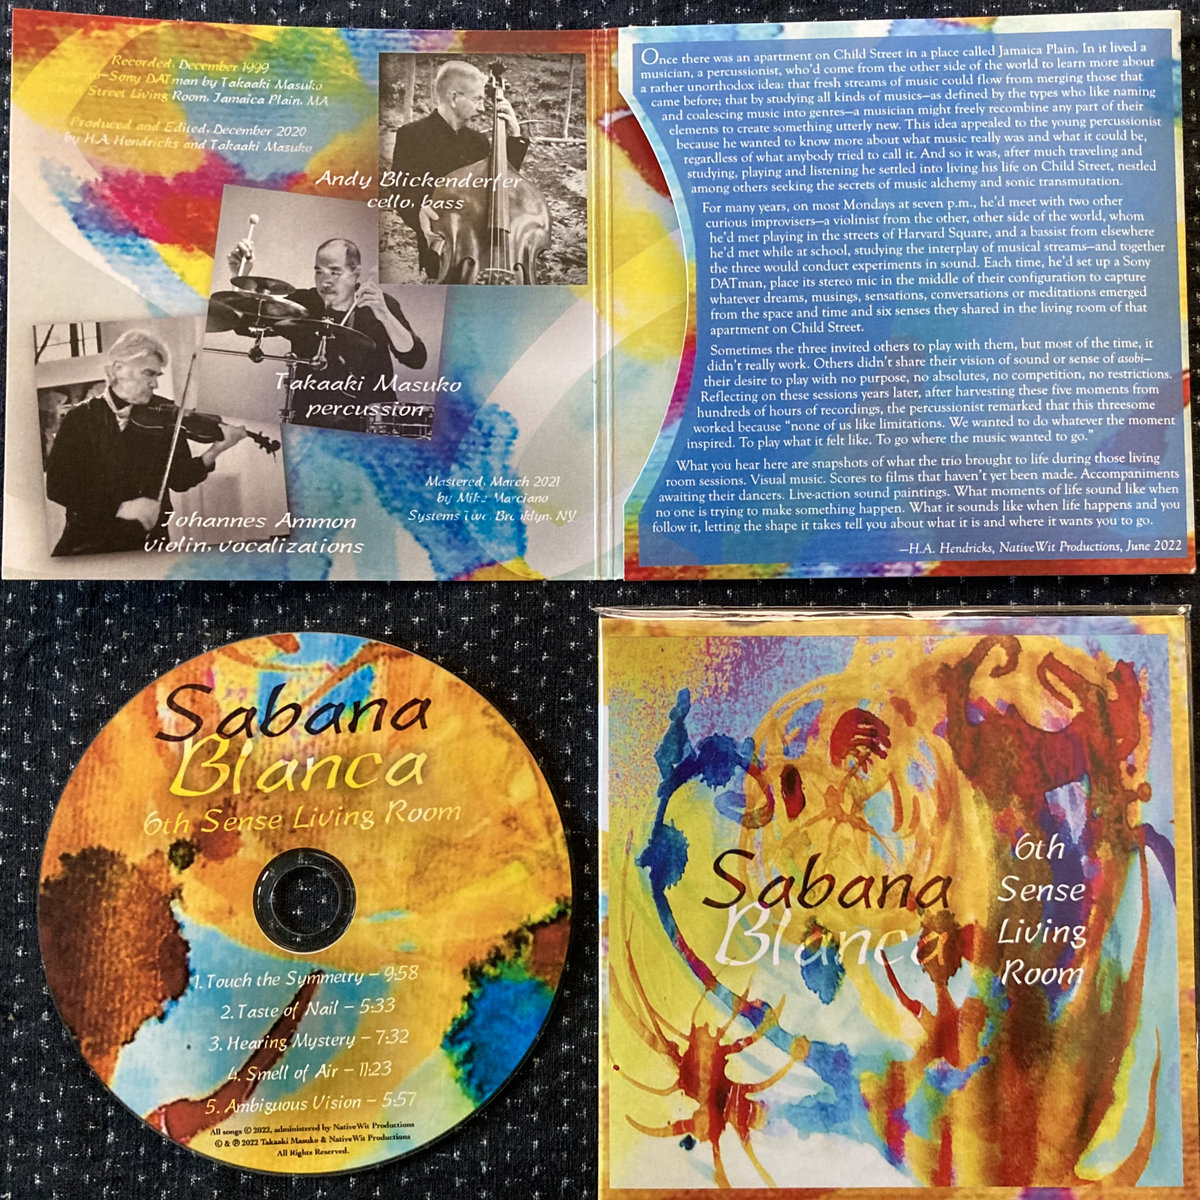 Recorded, December 1999
Sony DATman by Takaaki Masuko
Child Street Living Room, Jamaica Plain, MA
Produced and Edited, December 2020
by H.A. Hendricks and Takaaki Masuko
Andy Blickenderfer
cello, bass
Takaaki Masuko
percussion
Johannes Ammon
violin, vocalizations
Mastered, March 2021
by Mike Marciano
Systems Two, Brooklyn, NY
Once there was an apartment on Child Street in a place called Jamaica Plain. In it lived a
musician, a percussionist, who'd come from the other side of the world to learn more about
a rather unorthodox idea: that fresh streams of music could flow from merging those that
came before; that by studying all kinds of musics—as defined by the types who like naming
and coalescing music into genres—a musician might freely recombine any part of their
elements to create something utterly new. This idea appealed to the young percussionist
because he wanted to know more about what music really was and what it could be,
regardless of what anybody tried to call it. And so it was, after much traveling and
studying, playing and listening he settled into living his life on Child Street, nestled
among others seeking the secrets of music alchemy and sonic transmutation.
For many years, on most Mondays at seven p.m., he'd meet with two other
curious improvisers—a violinist from the other, other side of the world, whom
he'd met playing in the streets of Harvard Square, and a bassist from elsewhere
he'd met while at school, studying the interplay of musical streams—and together
the three would conduct experiments in sound. Each time, he'd set up a Sony
DATman, place its stereo mic in the middle of their configuration to capture
whatever dreams, musings, sensations, conversations or meditations emerged
from the space and time and six senses they shared in the living room of that
apartment on Child Street.
Sometimes the three invited others to play with them, but most of the time, it
didn't really work. Others didn't share their vision of sound or sense of asobi—
their desire to play with no purpose, no absolutes, no competition, no restrictions.
Reflecting on these sessions years later, after harvesting these five moments from
hundreds of hours of recordings, the percussionist remarked that this threesome
worked because "none of us like limitations. We wanted to do whatever the moment
inspired. To play what it felt like. To go where the music wanted to go."
What you hear here are snapshots of what the trio brought to life during those living
room sessions. Visual music. Scores to films that haven't yet been made. Accompaniments
awaiting their dancers. Live-action sound paintings. What moments of life sound like when
no one is trying to make something happen. What it sounds like when life happens and you
follow it, letting the shape it takes tell you about what it is and where it wants you to go.
—H.A. Hendricks, NativeWit Productions, June 2022
Sabana
Blanca
6th Sense Living Room
1. Touch the Symmetry – 9:58
2. Taste of Nail – 5:33
3. Hearing Mystery – 7:32
4. Smell of Air – 11:23
5. Ambiguous Vision – 5:57
All songs © 2022, administered by NativeWit Productions
© & ℗ 2022 Takaaki Masuko & NativeWit Productions
All Rights Reserved.
Sabana
Blanca
6th
Sense
Living
Room